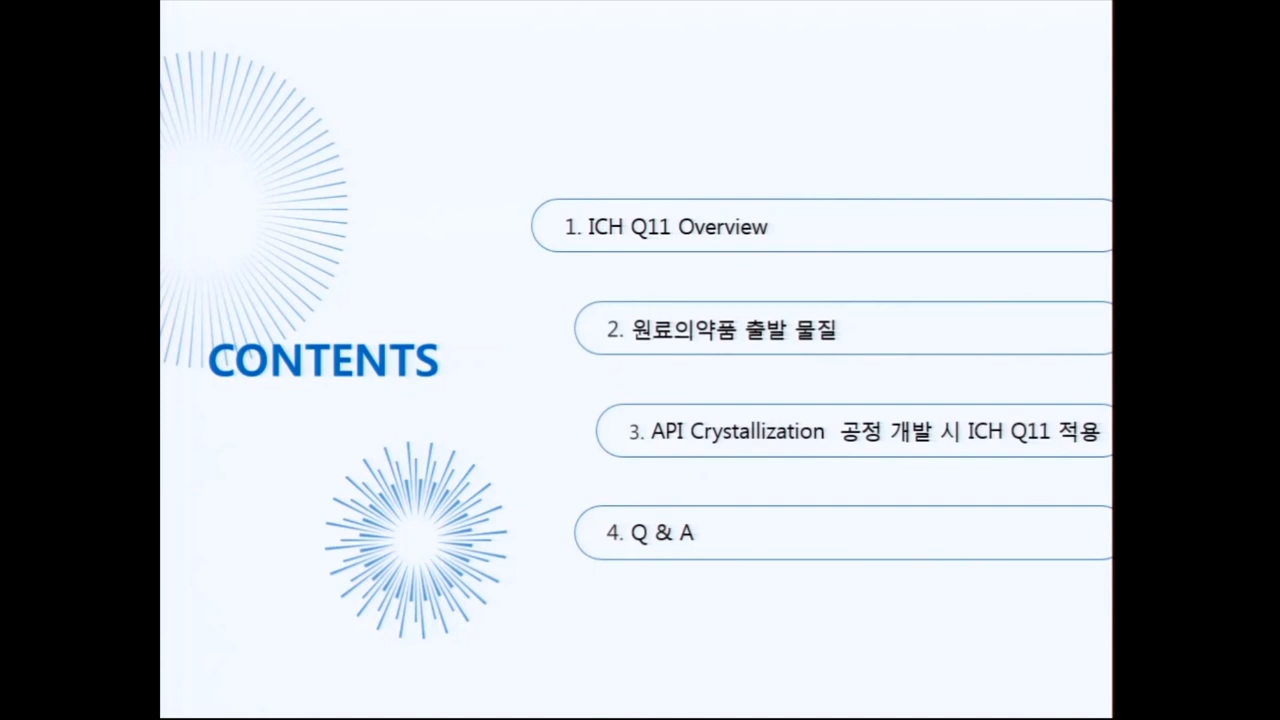 CONTENTS
1. ICH Q11 Overview
2. 원료의약품 출발 물질
3. API Crystallization 공정 개발 시 ICH Q11 적용
4. Q & A